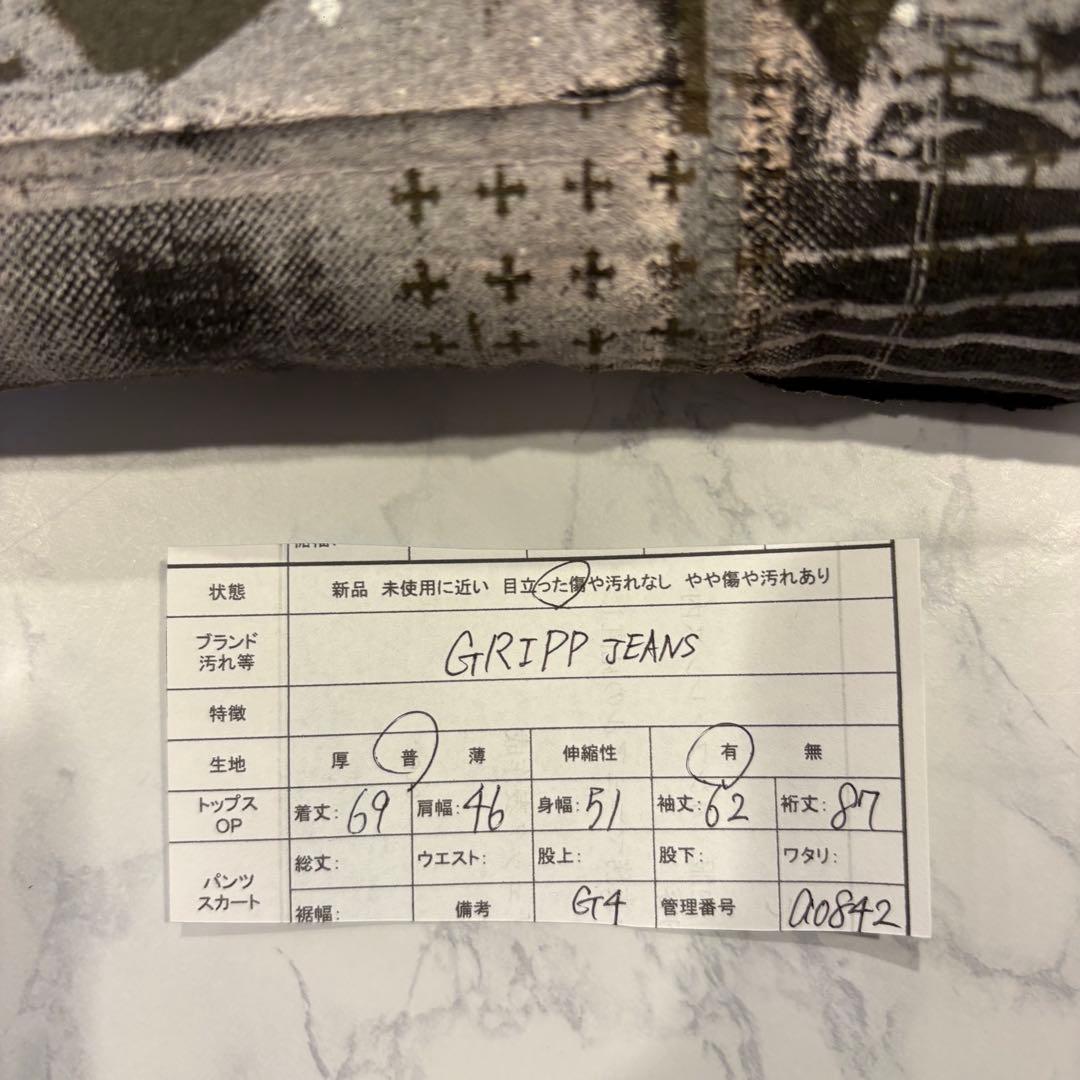 状態 新品 未使用に近い 目立った傷や汚れなし やや傷や汚れあり
ブランド
汚れ等 GRIPP JEANS
特徴
生地 厚 普 薄 伸縮性 有 無
トップス
OP 着丈:69 肩幅:46 身幅:51 袖丈:62 裄丈:87
パンツ
スカート 総丈: ウエスト: 股上: 股下: ワタリ:
裾幅: 備考 G4 管理番号 a0842